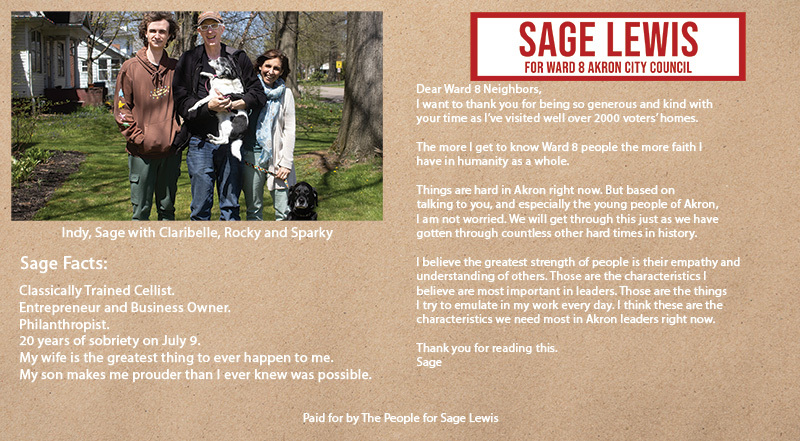 Indy, Sage with Claribelle, Rocky and Sparky
Sage Facts:
Classically Trained Cellist.
Entrepreneur and Business Owner.
Philanthropist.
20 years of sobriety on July 9.
My wife is the greatest thing to ever happen to me.
My son makes me prouder than I ever knew was possible.
SAGE LEWIS
FOR WARD 8 AKRON CITY COUNCIL
Dear Ward 8 Neighbors,
I want to thank you for being so generous and kind with
your time as I've visited well over 2000 voters' homes.
The more I get to know Ward 8 people the more faith I
have in humanity as a whole.
Things are hard in Akron right now. But based on
talking to you, and especially the young people of Akron,
I am not worried. We will get through this just as we have
gotten through countless other hard times in history.
I believe the greatest strength of people is their empathy and
understanding of others. Those are the characteristics I
believe are most important in leaders. Those are the things
I try to emulate in my work every day. I think these are the
characteristics we need most in Akron leaders right now.
Thank you for reading this.
Sage
Paid for by The People for Sage Lewis